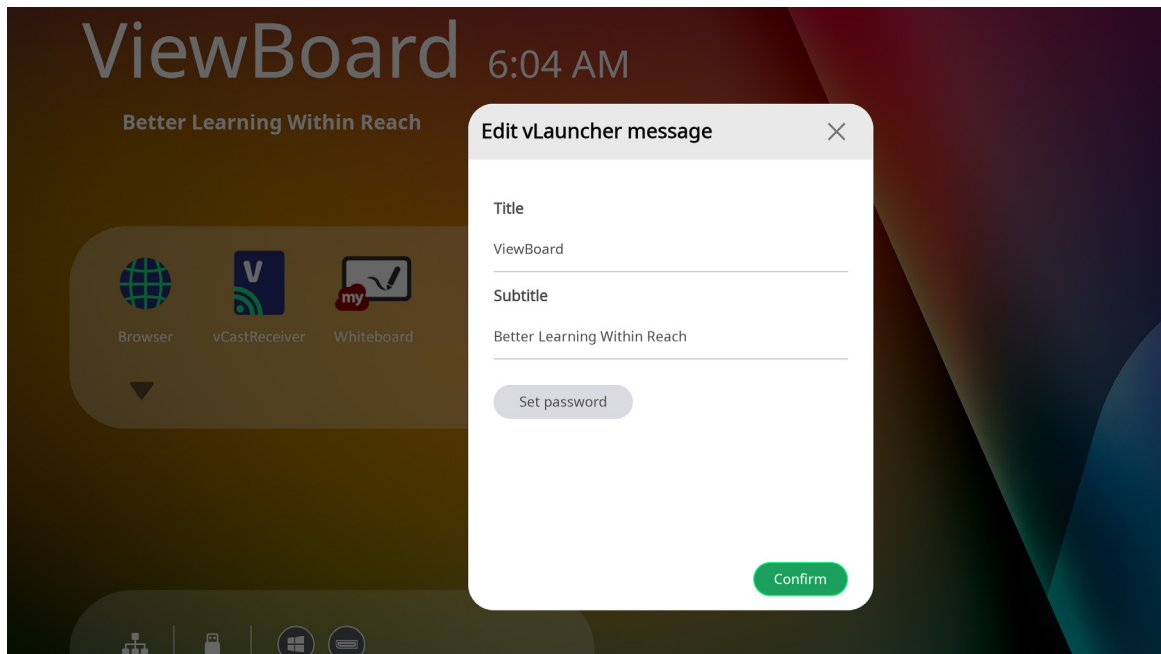 ViewBoard 6:04 AM
Better Learning Within Reach
Edit vLauncher message
Title
ViewBoard
Subtitle
Better Learning Within Reach
Set password
Confirm
V
my
Browser vCastReceiver Whiteboard